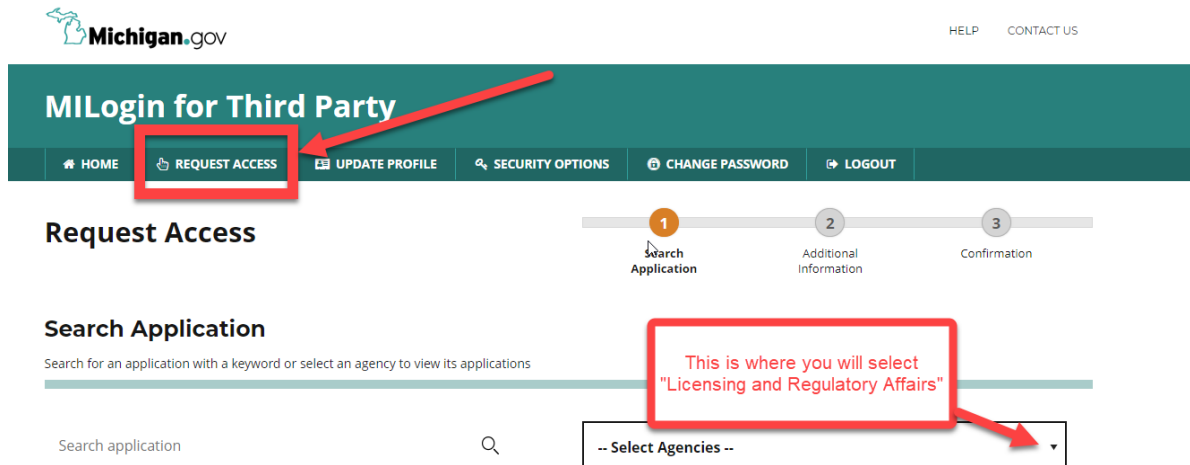 Michigan.gov
HELP CONTACT US
MILogin for Third Party
HOME REQUEST ACCESS UPDATE PROFILE SECURITY OPTIONS CHANGE PASSWORD LOGOUT
Request Access
1 2 3
Search Application
Additional Information
Confirmation
Search Application
Search for an application with a keyword or select an agency to view its applications
This is where you will select
"Licensing and Regulatory Affairs"
Search application
-- Select Agencies --